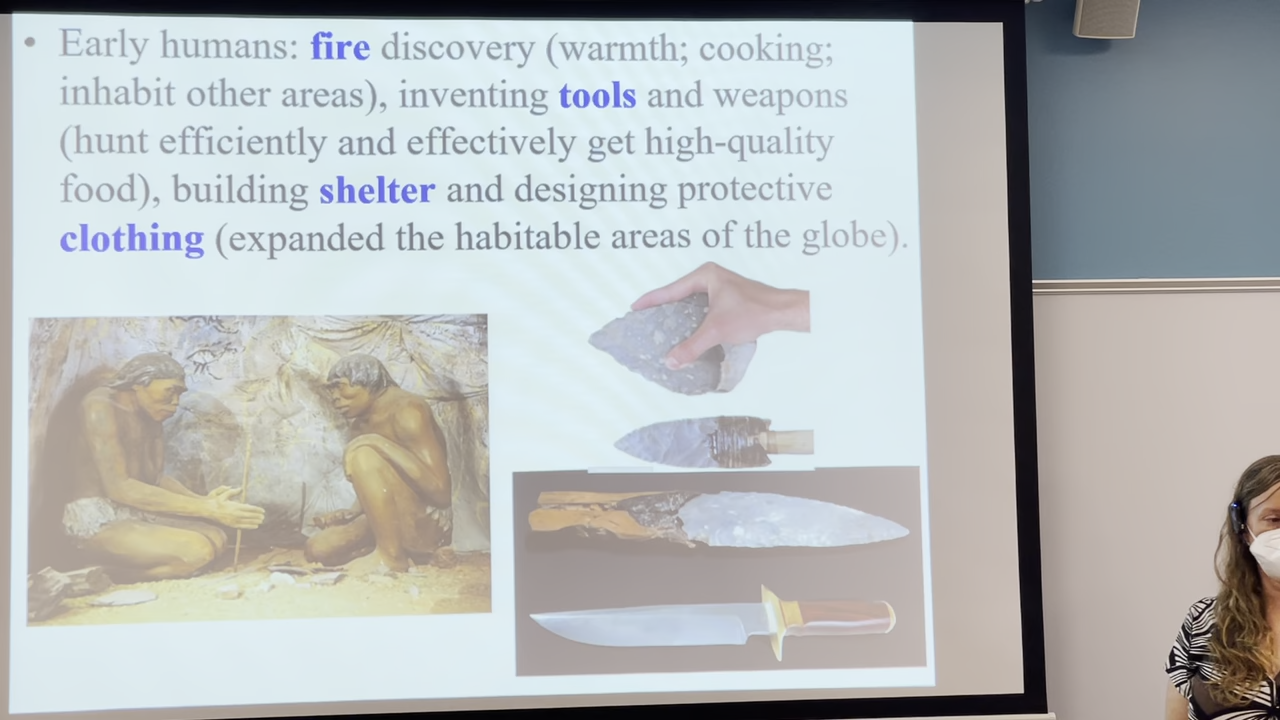 • Early humans: fire discovery (warmth; cooking;
inhabit other areas), inventing tools and weapons
(hunt efficiently and effectively get high-quality
food), building shelter and designing protective
clothing (expanded the habitable areas of the globe).